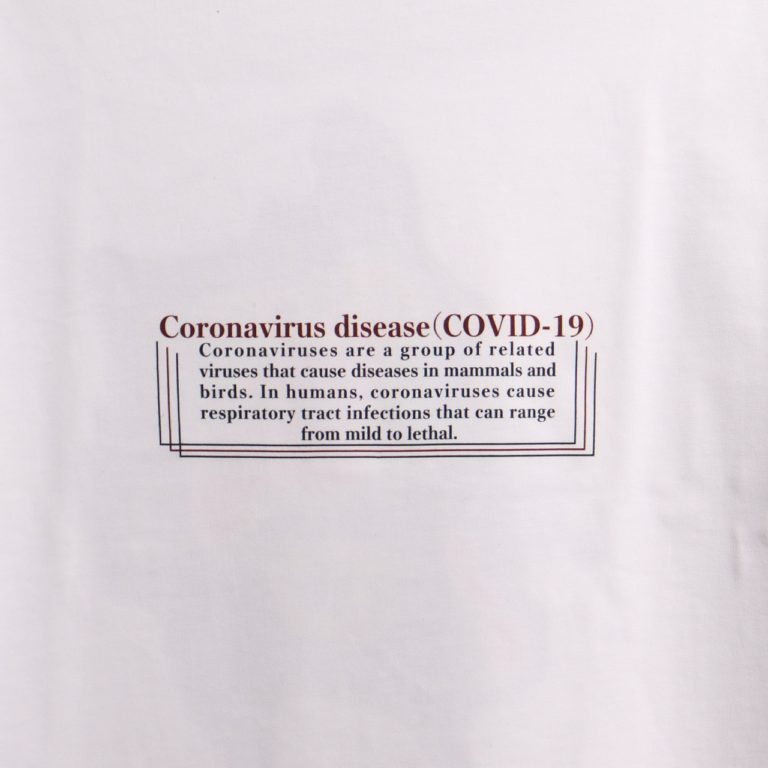 Coronavirus disease(COVID-19)
Coronaviruses are a group of related
viruses that cause diseases in mammals and
birds. In humans, coronaviruses cause
respiratory tract infections that can range
from mild to lethal.